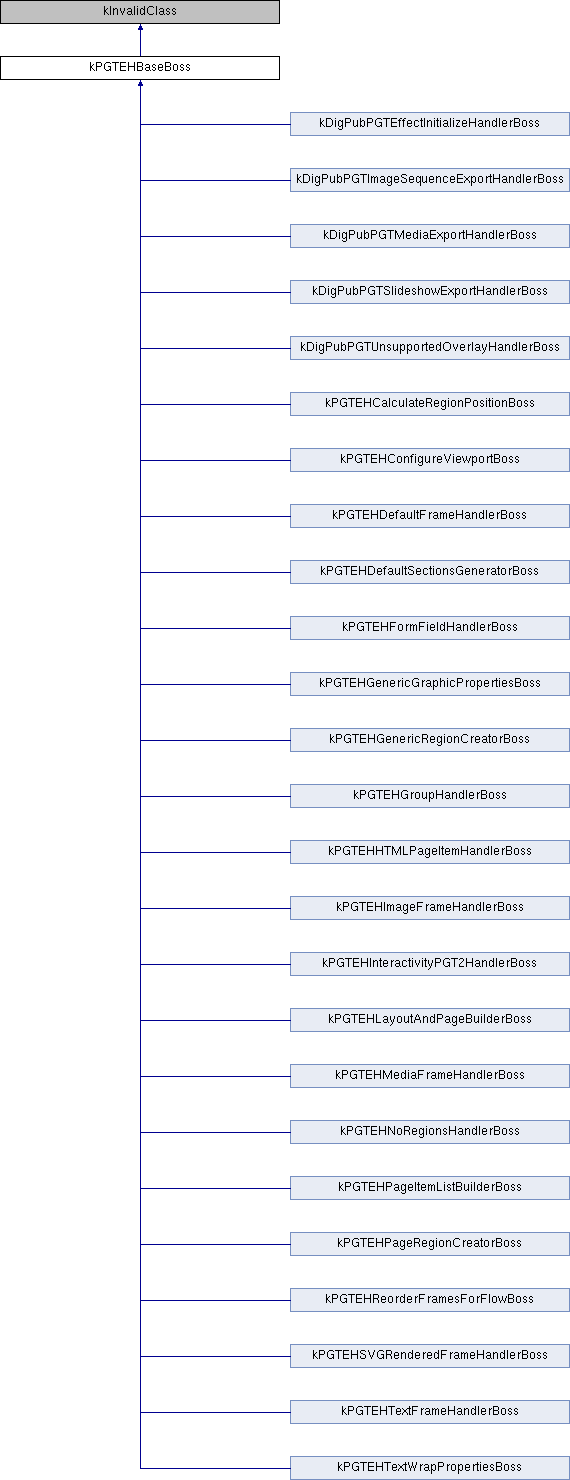 kInvalidClass
kPGTEHBaseBoss
kDigPubPGTEffectInitializeHandlerBoss
kDigPubPGTImageSequenceExportHandlerBoss
kDigPubPGTMediaExportHandlerBoss
kDigPubPGTSlideshowExportHandlerBoss
kDigPubPGTUnsupportedOverlayHandlerBoss
kPGTEHCalculateRegionPositionBoss
kPGTEHConfigureViewportBoss
kPGTEHDefaultFrameHandlerBoss
kPGTEHDefaultSectionsGeneratorBoss
kPGTEHFormFieldHandlerBoss
kPGTEHGenericGraphicPropertiesBoss
kPGTEHGenericRegionCreatorBoss
kPGTEHGroupHandlerBoss
kPGTEHHTMLPageItemHandlerBoss
kPGTEHImageFrameHandlerBoss
kPGTEHInteractivityPGT2HandlerBoss
kPGTEHLayoutAndPageBuilderBoss
kPGTEHMediaFrameHandlerBoss
kPGTEHNoRegionsHandlerBoss
kPGTEHPageItemListBuilderBoss
kPGTEHPageRegionCreatorBoss
kPGTEHReorderFramesForFlowBoss
kPGTEHSVGRenderedFrameHandlerBoss
kPGTEHTextFrameHandlerBoss
kPGTEHTextWrapPropertiesBoss